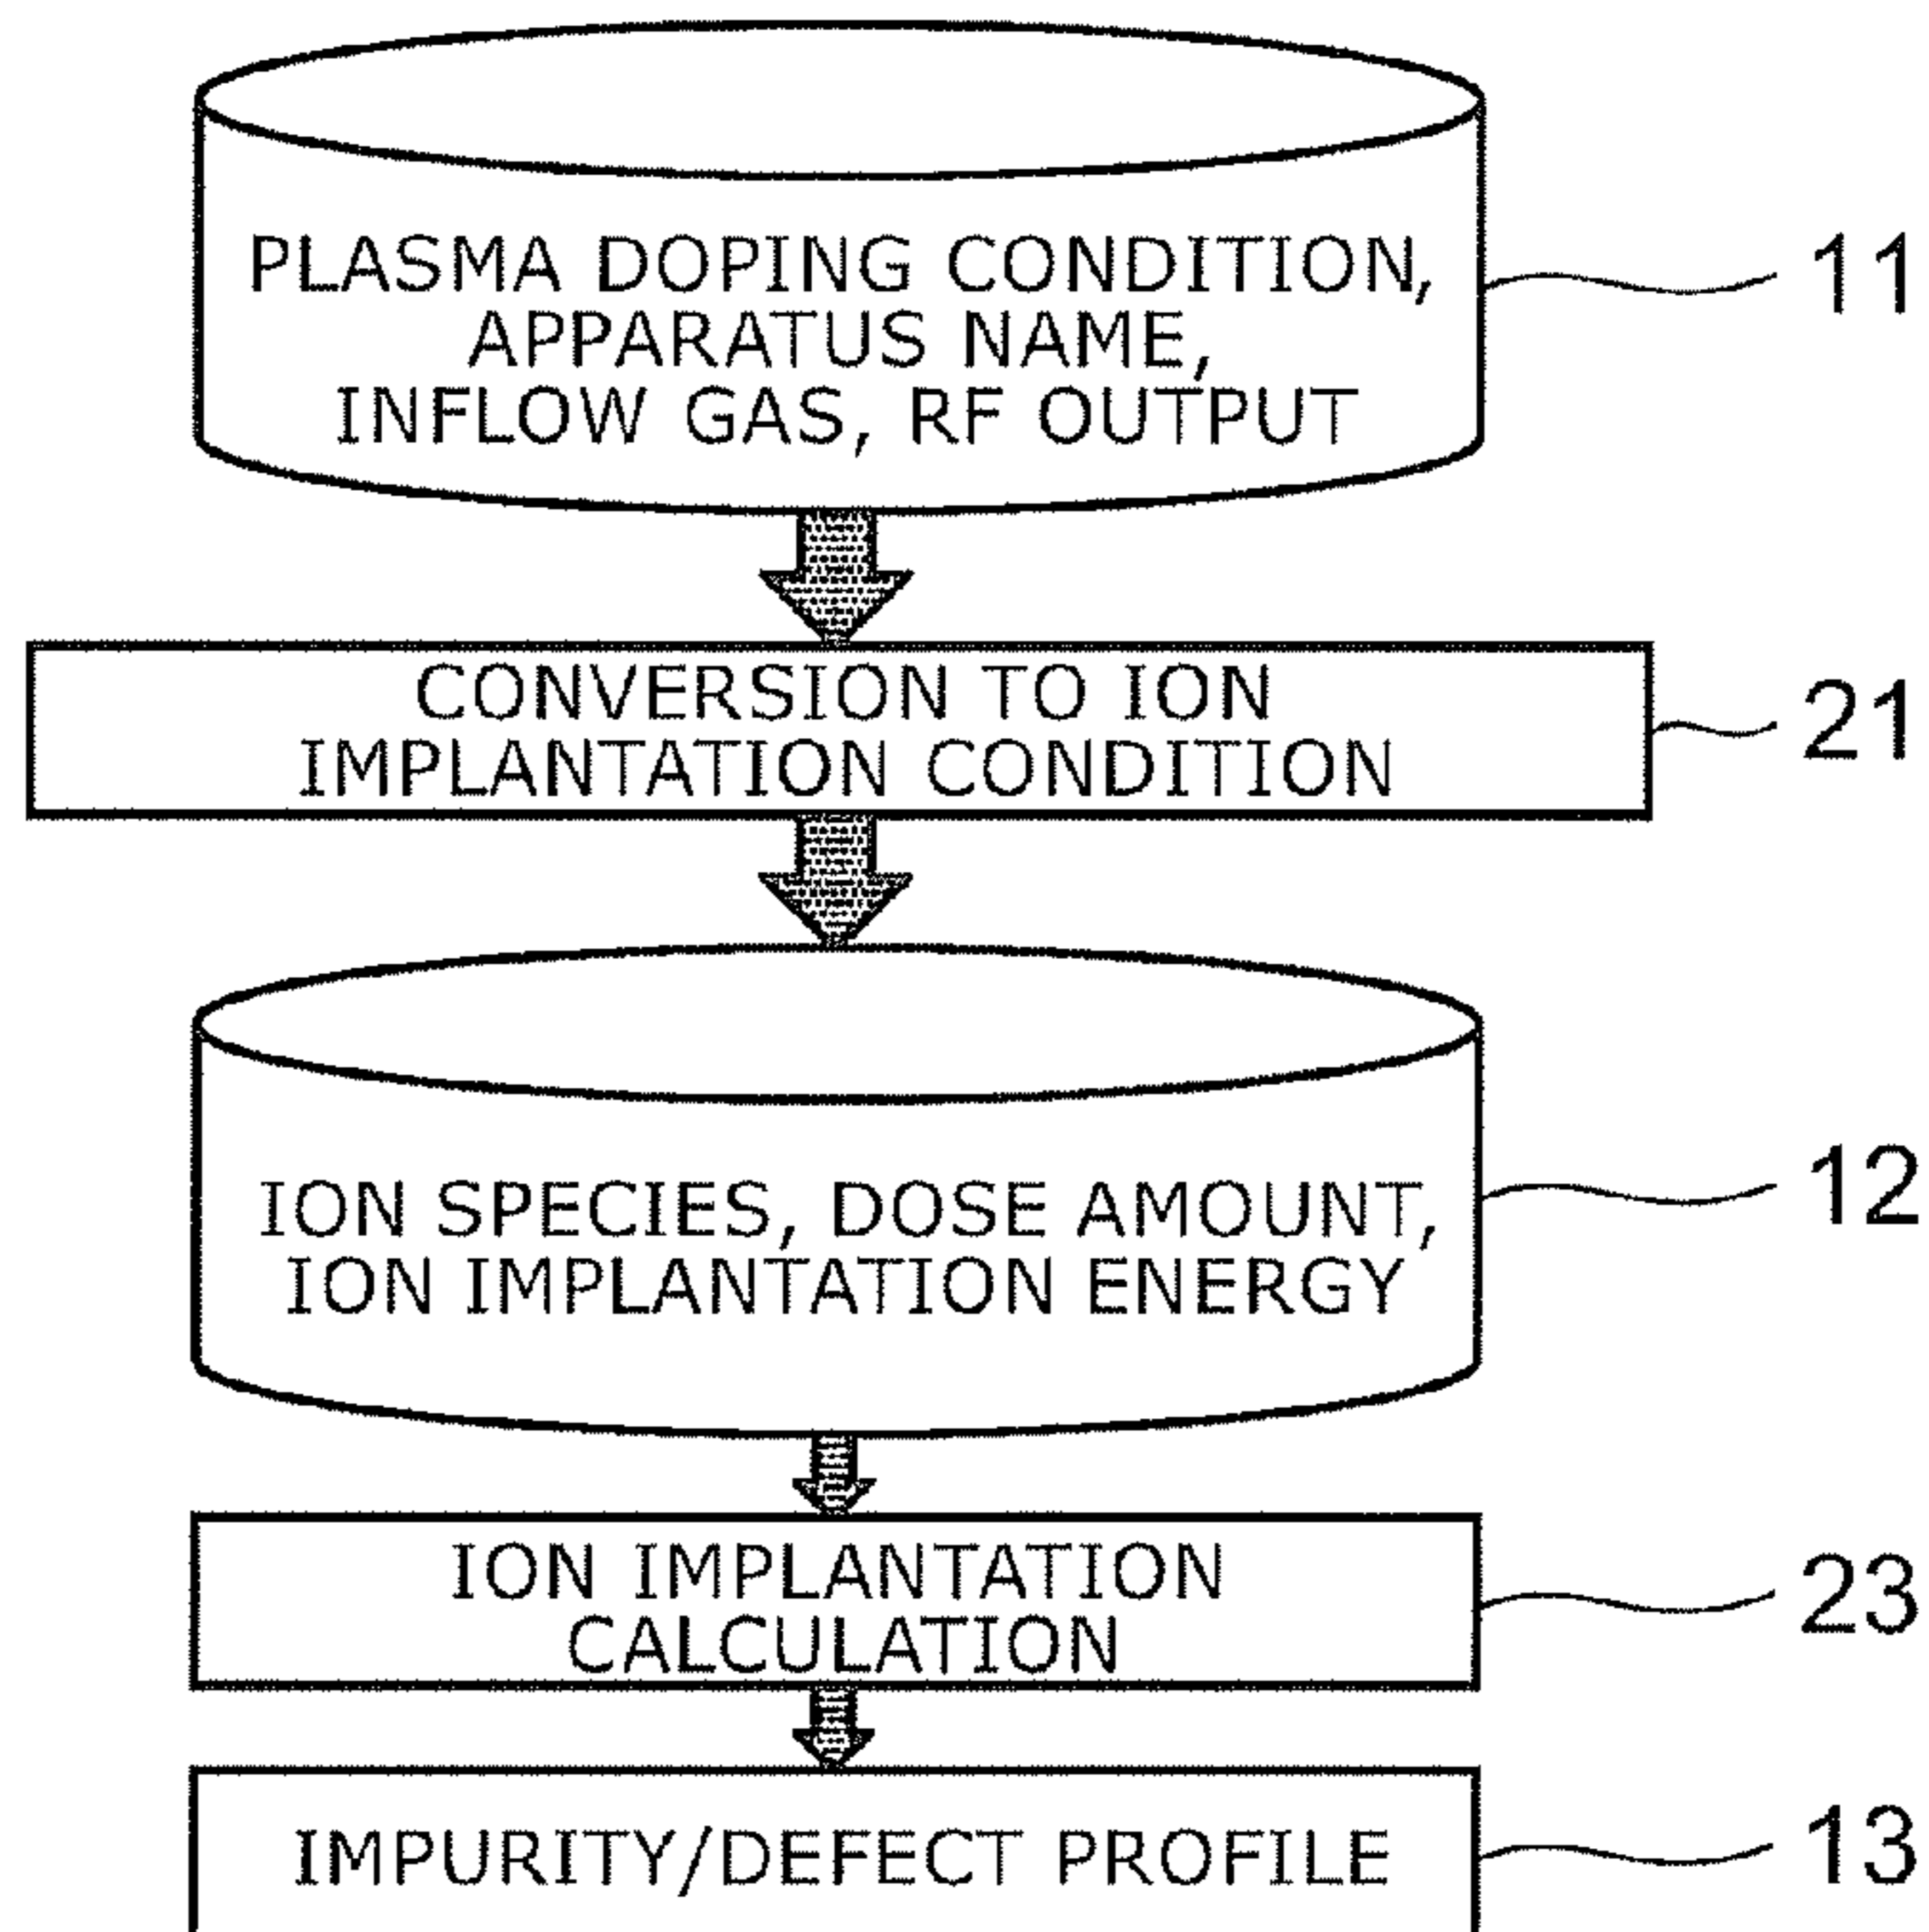 PLASMA DOPING CONDITION,
APPARATUS NAME,
INFLOW GAS, RF OUTPUT
11
CONVERSION TO ION
IMPLANTATION CONDITION
21
ION SPECIES, DOSE AMOUNT,
ION IMPLANTATION ENERGY
12
ION IMPLANTATION
CALCULATION
23
IMPURITY/DEFECT PROFILE
13